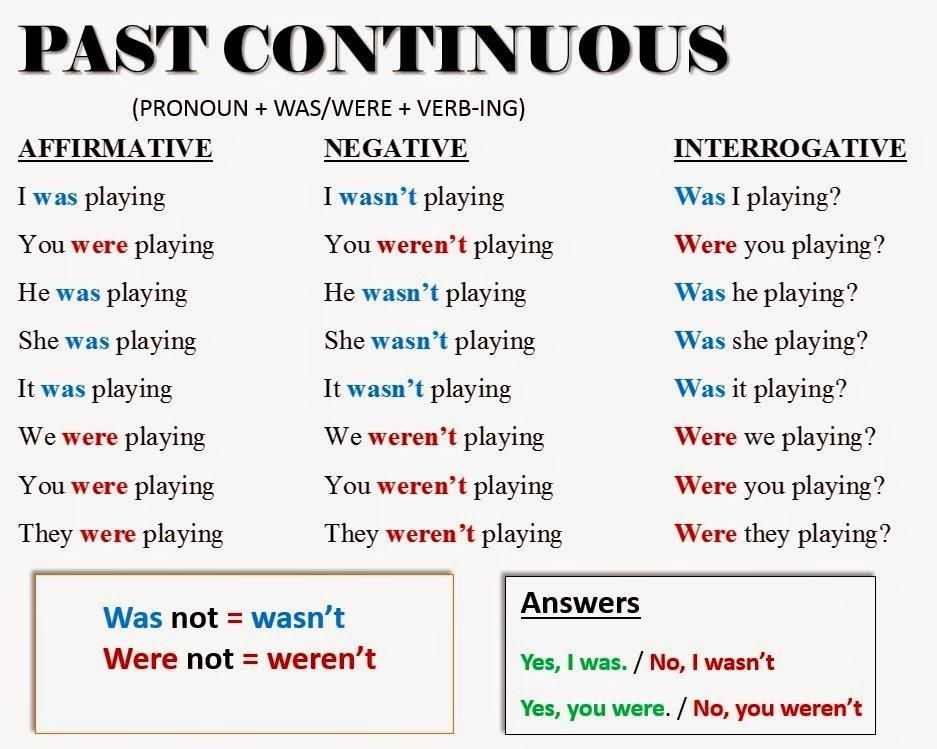 PAST CONTINUOUS
(PRONOUN + WAS/WERE + VERB-ING)
AFFIRMATIVE NEGATIVE INTERROGATIVE
I was playing I wasn’t playing Was I playing?
You were playing You weren’t playing Were you playing?
He was playing He wasn’t playing Was he playing?
She was playing She wasn’t playing Was she playing?
It was playing It wasn’t playing Was it playing?
We were playing We weren’t playing Were we playing?
You were playing You weren’t playing Were you playing?
They were playing They weren’t playing Were they playing?
Was not = wasn’t
Were not = weren’t
Answers
Yes, I was. / No, I wasn’t
Yes, you were. / No, you weren’t